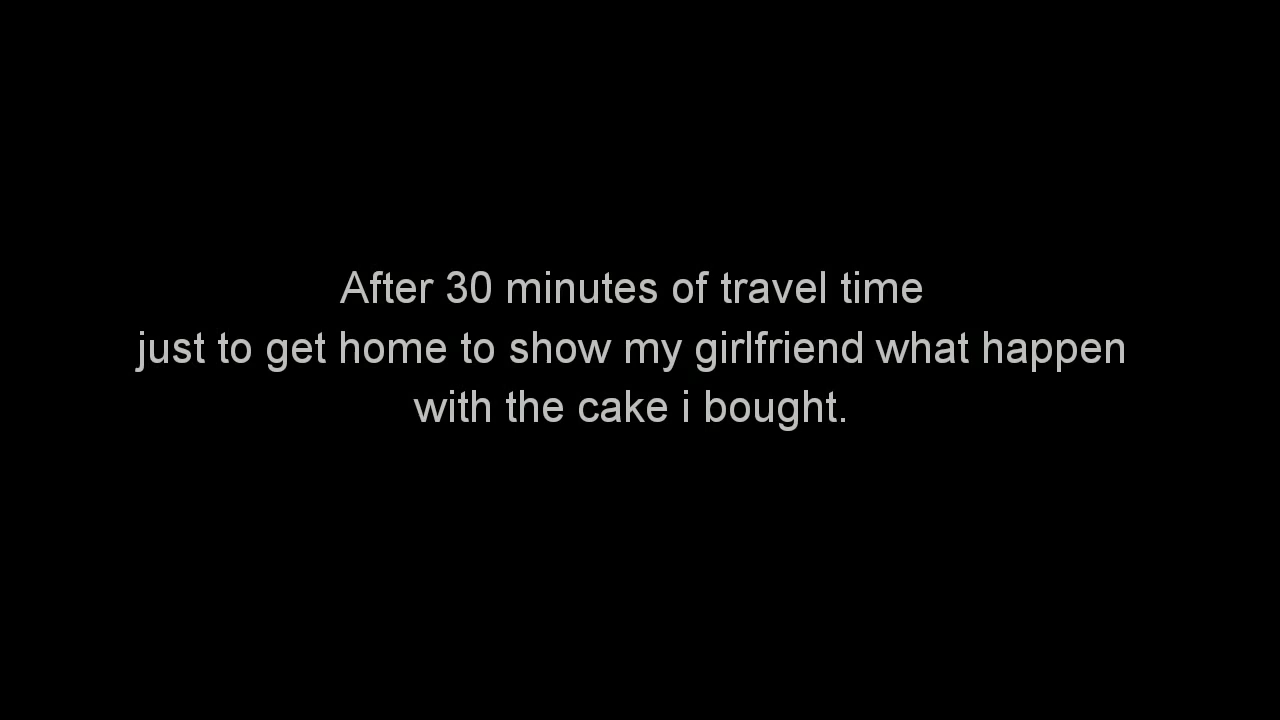 After 30 minutes of travel time
just to get home to show my girlfriend what happen
with the cake i bought.